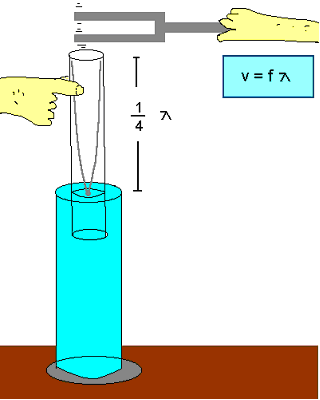 v = f λ
1/4 λ